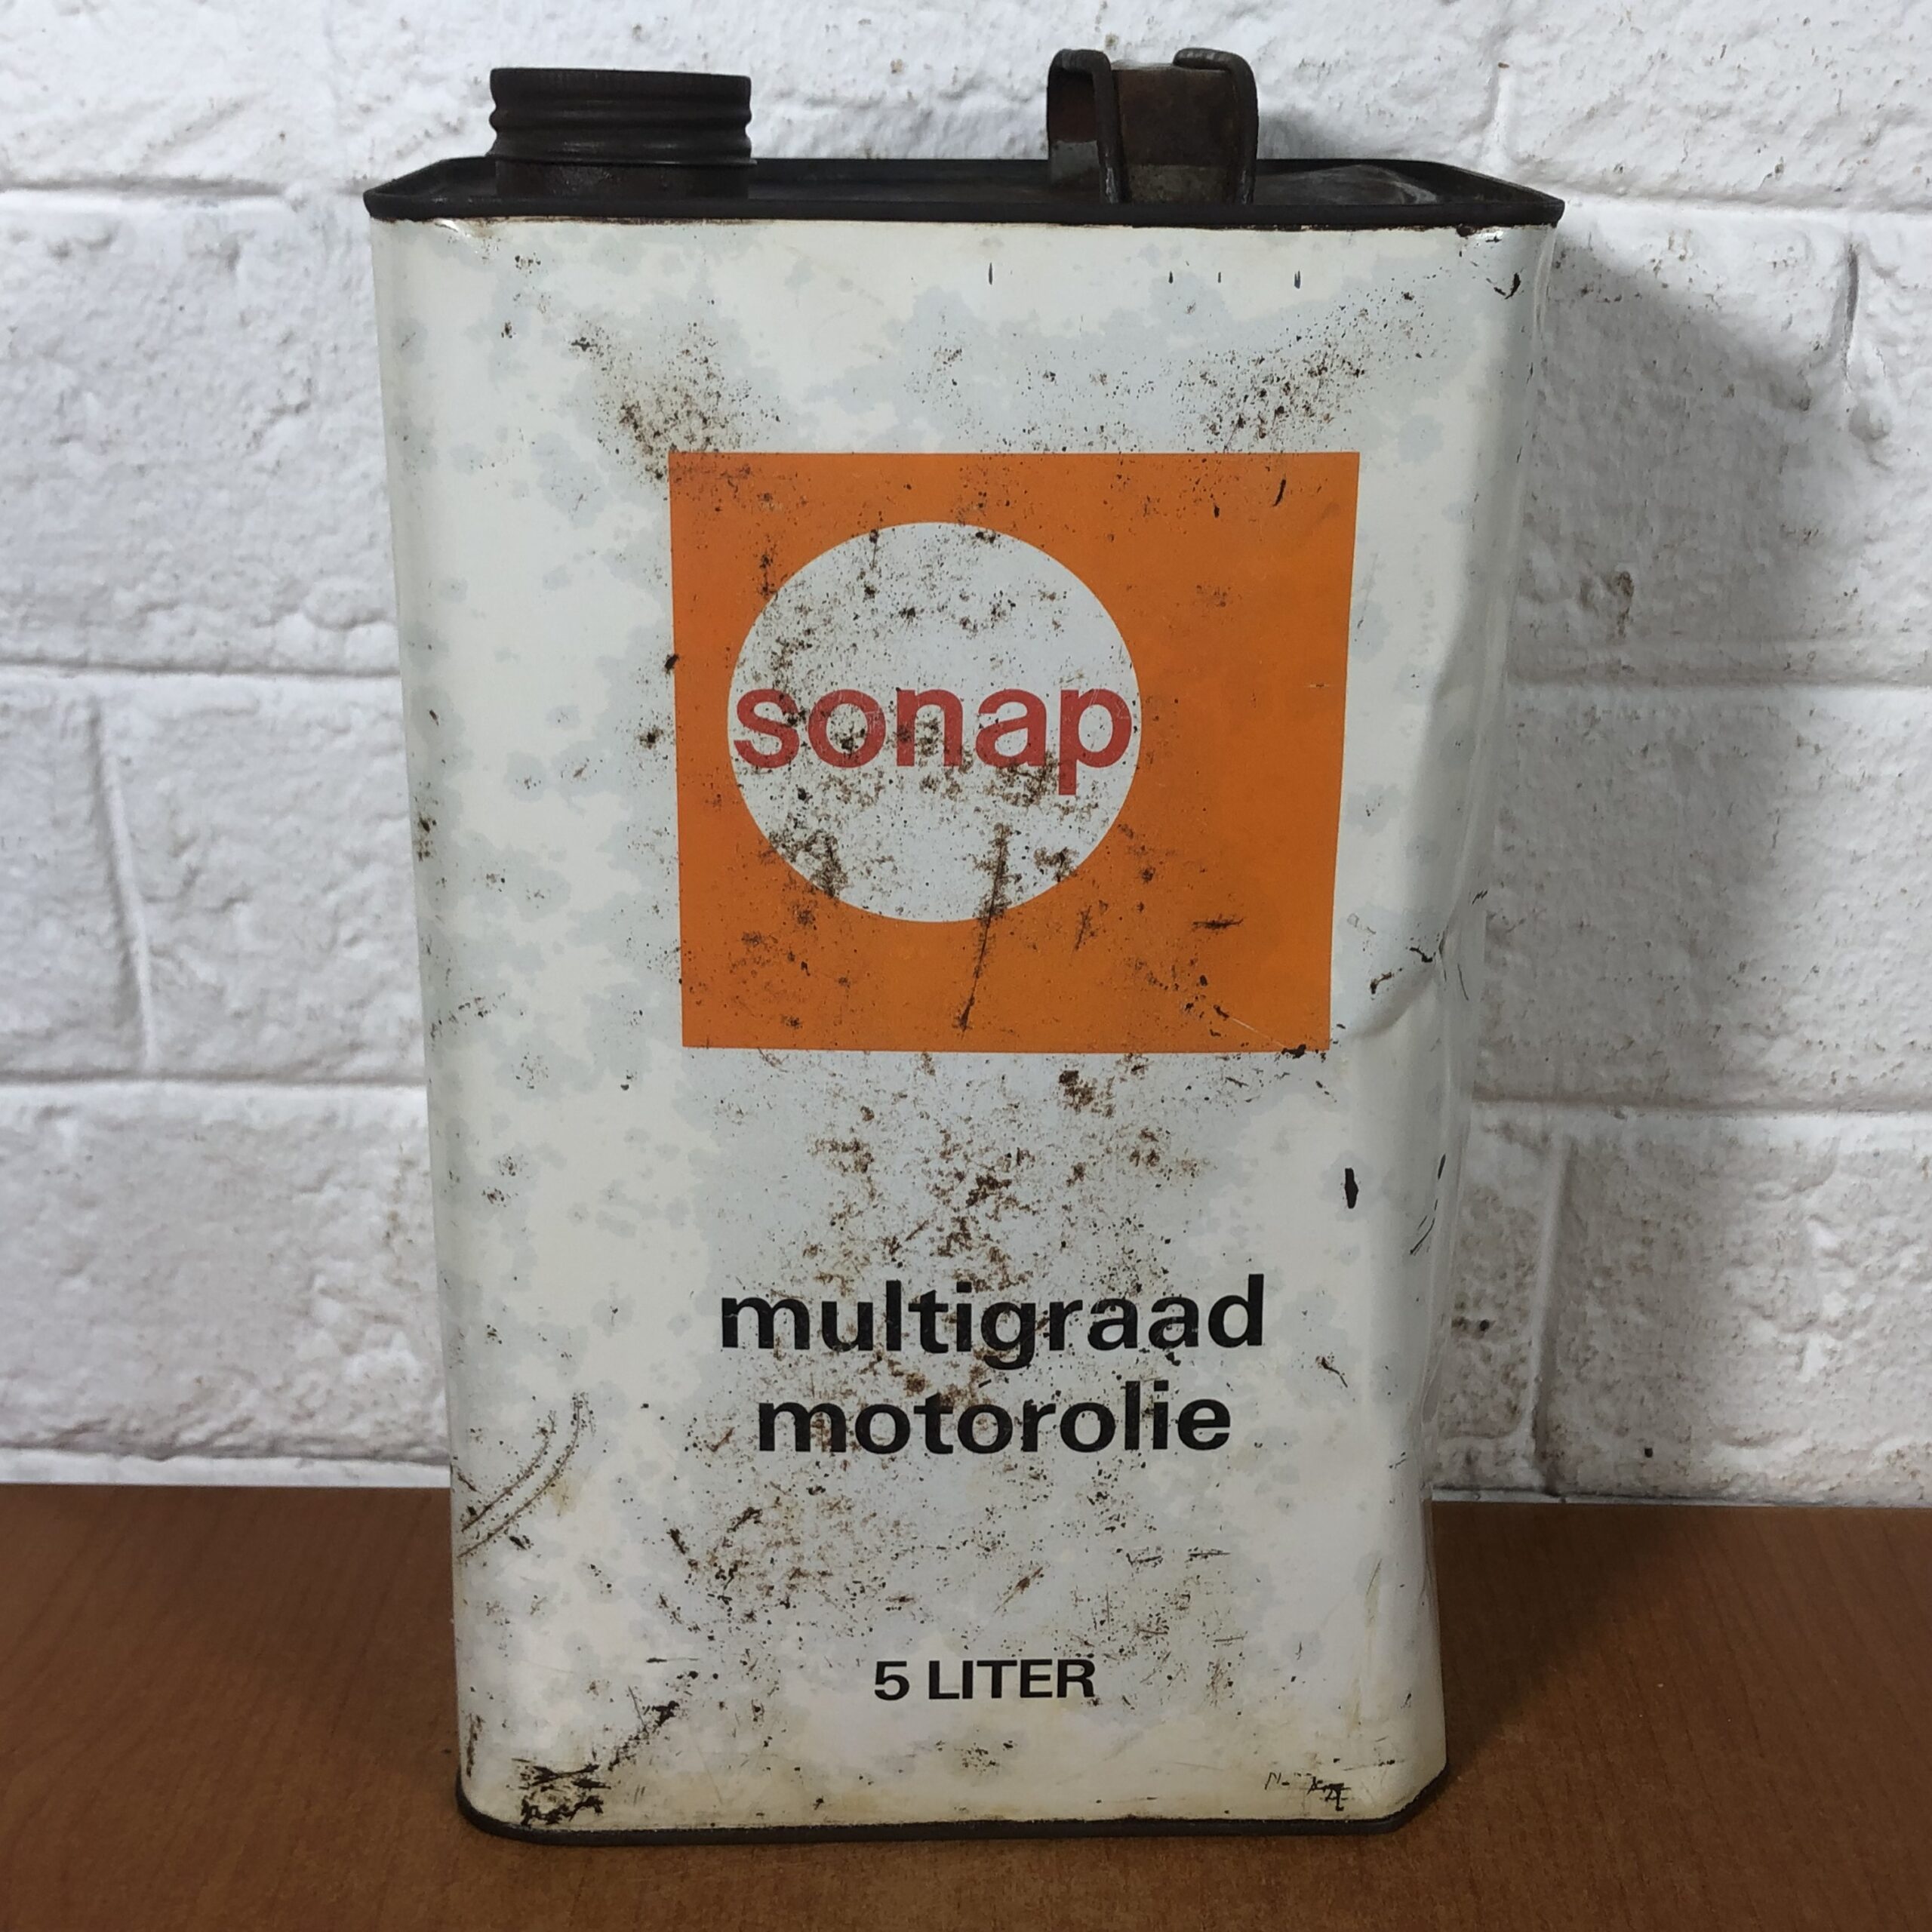 sonap
multigraad
motorolie
5 LITER